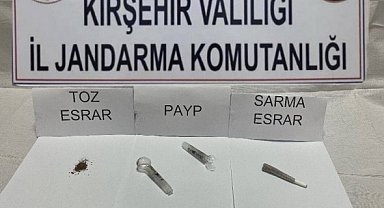 KIRŞEHİR VALİLİĞİ
İL JANDARMA KOMUTANLIĞI
TOZ
ESRAR
PAYP
SARMA
ESRAR